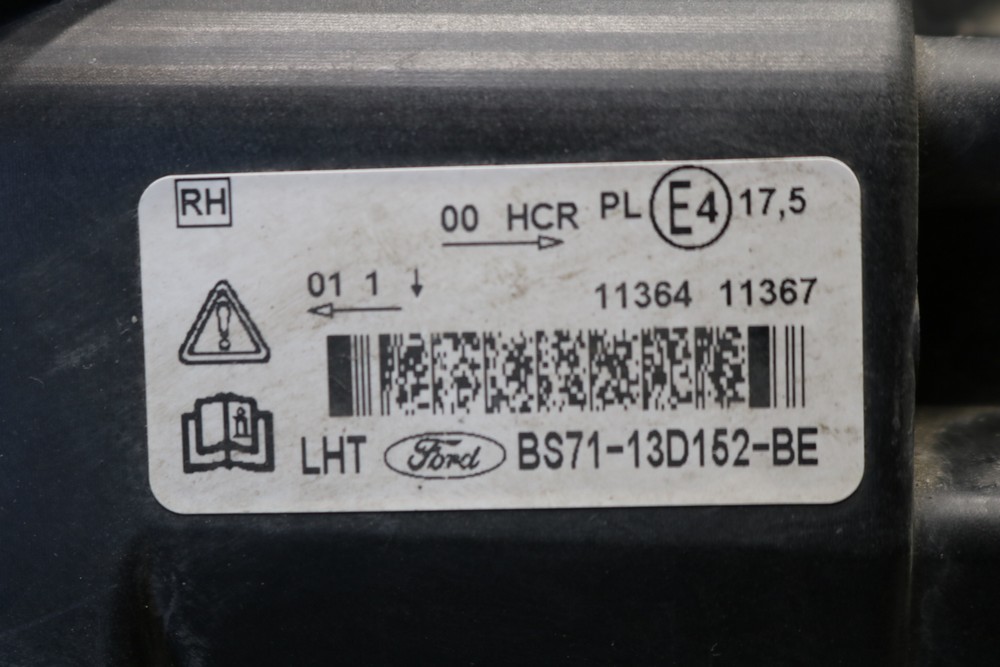 RH
00 HCR PL E4 17,5
01 1
11364 11367
LHT Ford BS71-13D152-BE